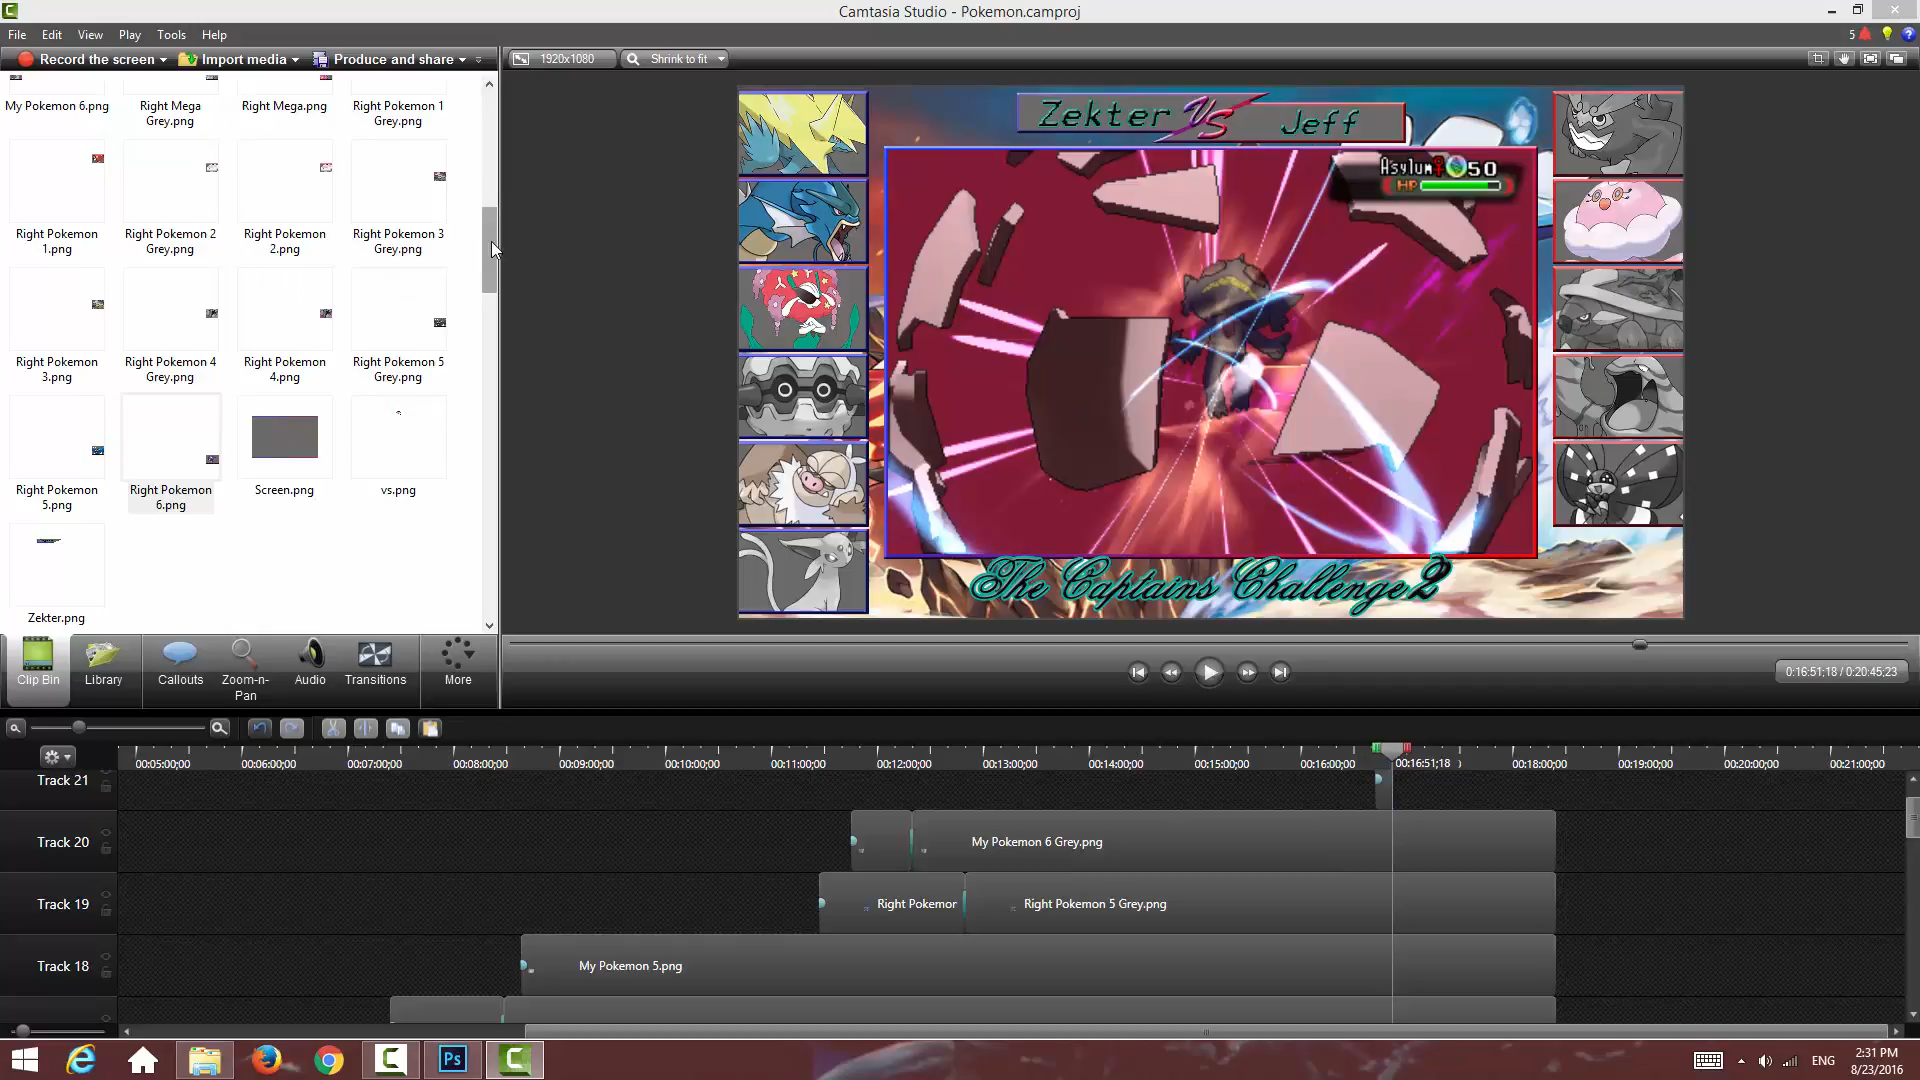 Camtasia Studio - Pokemon.camproj
File Edit View Play Tools Help
5
Record the screen Import media Produce and share
1920x1080 Shrink to fit
My Pokemon 6.png
Right Mega Grey.png
Right Mega.png
Right Pokemon 1 Grey.png
Right Pokemon 1.png
Right Pokemon 2 Grey.png
Right Pokemon 2.png
Right Pokemon 3 Grey.png
Right Pokemon 3.png
Right Pokemon 4 Grey.png
Right Pokemon 4.png
Right Pokemon 5 Grey.png
Right Pokemon 5.png
Right Pokemon 6.png
Screen.png
vs.png
Zekter.png
Zekter VS Jeff
Asylum♀ 50
HP
The Captains Challenge 2
Clip Bin
Library
Callouts
Zoom-n-Pan
Audio
Transitions
More
0:16:51;18 / 0:20:45;23
00:05:00;00 00:06:00;00 00:07:00;00 00:08:00;00 00:09:00;00 00:10:00;00 00:11:00;00 00:12:00;00 00:13:00;00 00:14:00;00 00:15:00;00 00:16:00;00 00:16:51;18 00:18:00;00 00:19:00;00 00:20:00;00 00:21:00;00
Track 21
Track 20 My Pokemon 6 Grey.png
Track 19 Right Pokemor Right Pokemon 5 Grey.png
Track 18 My Pokemon 5.png
Ps
ENG
2:31 PM
8/23/2016